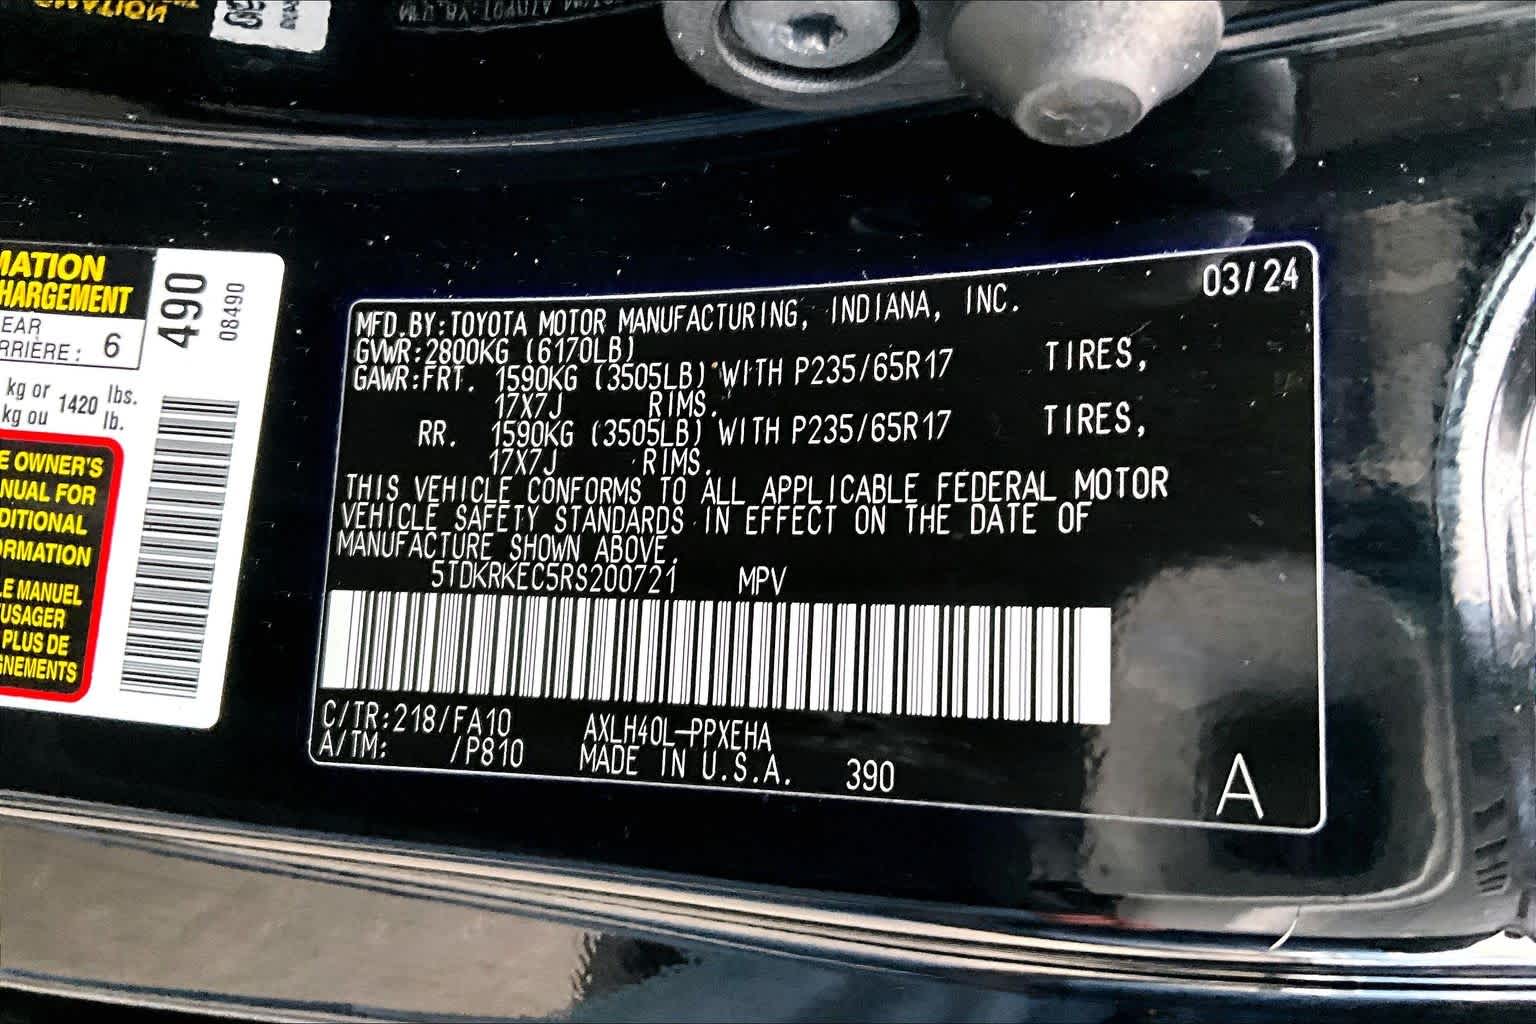 MATION
HARGEMENT
EAR
RRIÈRE: 6
kg or
kg ou 1420 lbs.
lb.
E OWNER'S
NUAL FOR
DITIONAL
ORMATION
LE MANUEL
'USAGER
PLUS DE
GNEMENTS
490
08490
03/24
MFD.BY:TOYOTA MOTOR MANUFACTURING, INDIANA, INC.
GVWR:2800KG (6170LB)
GAWR:FRT. 1590KG (3505LB) WITH P235/65R17 TIRES,
17X7J RIMS.
RR. 1590KG (3505LB) WITH P235/65R17 TIRES,
17X7J RIMS.
THIS VEHICLE CONFORMS TO ALL APPLICABLE FEDERAL MOTOR
VEHICLE SAFETY STANDARDS IN EFFECT ON THE DATE OF
MANUFACTURE SHOWN ABOVE.
5TDKRKEC5RS200721 MPV
C/TR:218/FA10 AXLH40L-PPXEHA
A/TM: /P810 MADE IN U.S.A. 390
A